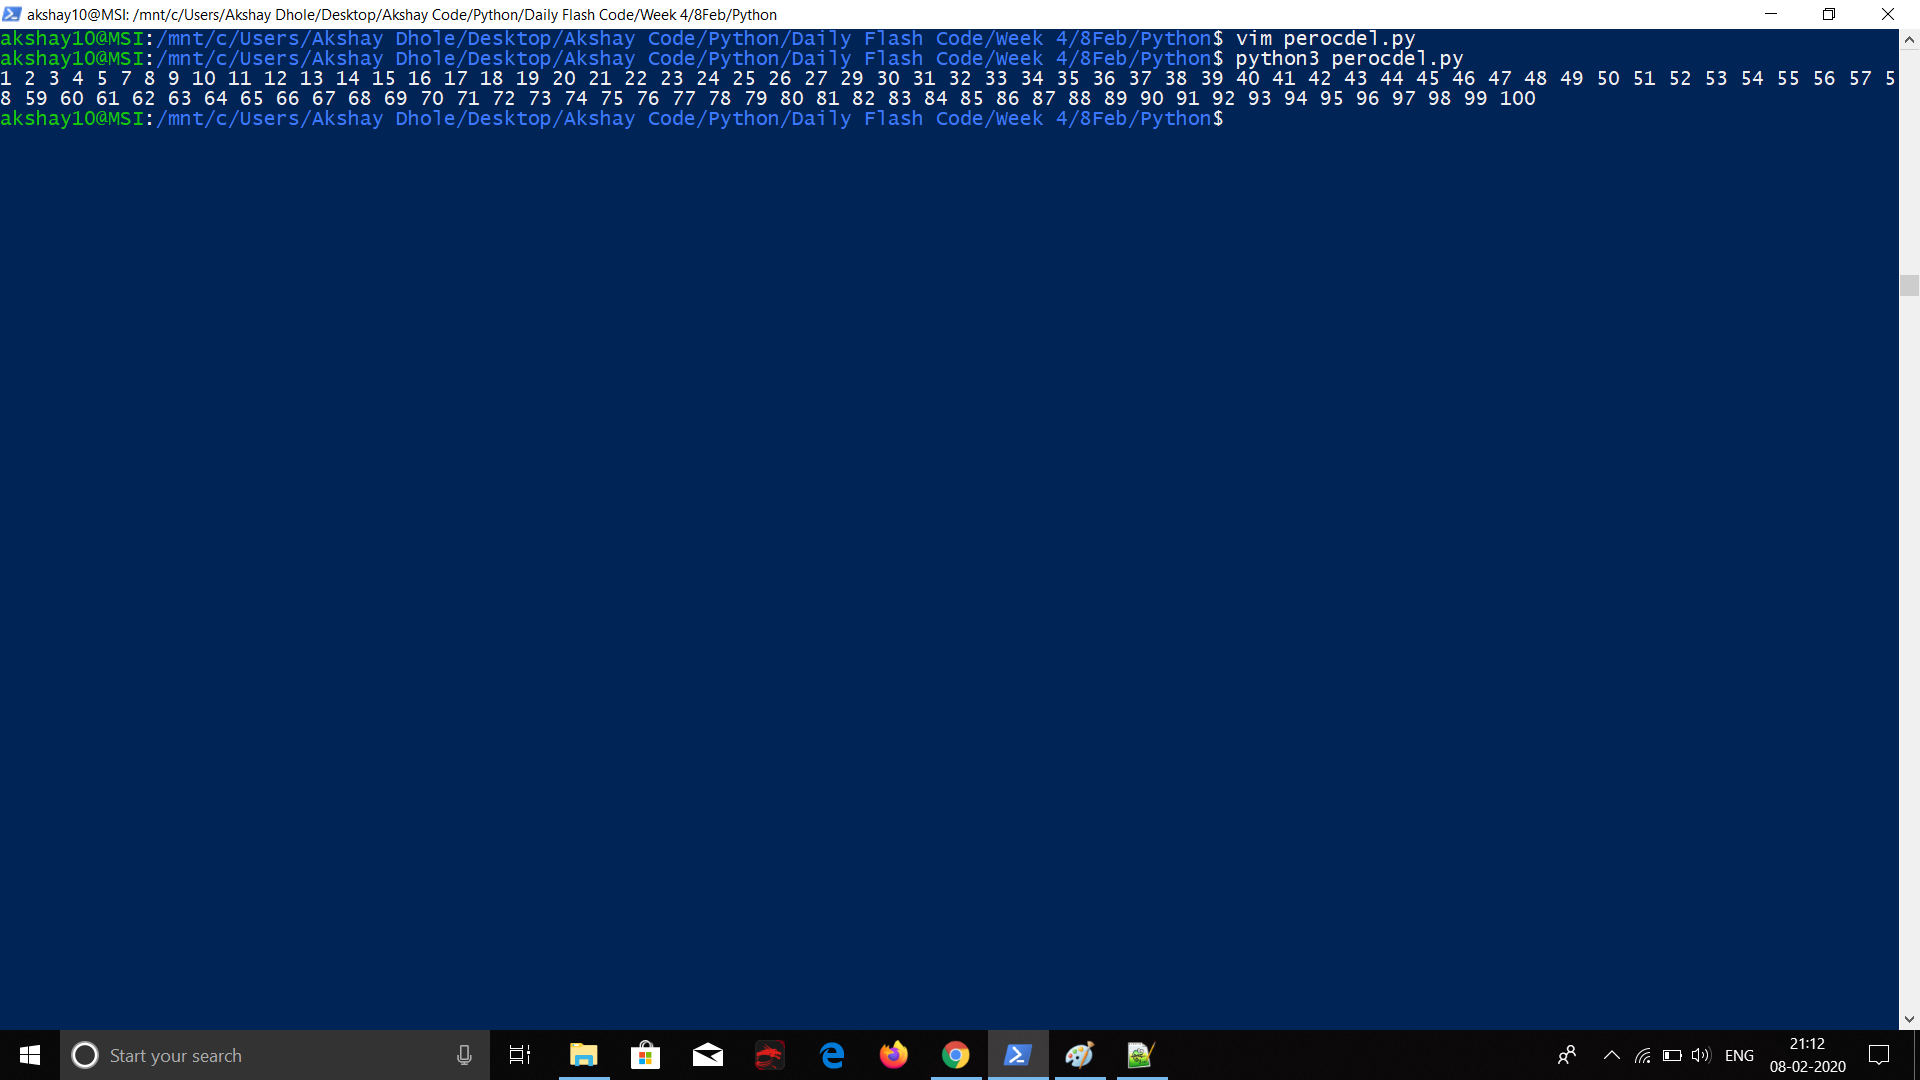 akshay10@MSI: /mnt/c/Users/Akshay Dhole/Desktop/Akshay Code/Python/Daily Flash Code/Week 4/8Feb/Python
akshay10@MSI:/mnt/c/Users/Akshay Dhole/Desktop/Akshay Code/Python/Daily Flash Code/Week 4/8Feb/Python$ vim perocdel.py
akshay10@MSI:/mnt/c/Users/Akshay Dhole/Desktop/Akshay Code/Python/Daily Flash Code/Week 4/8Feb/Python$ python3 perocdel.py
1 2 3 4 5 7 8 9 10 11 12 13 14 15 16 17 18 19 20 21 22 23 24 25 26 27 29 30 31 32 33 34 35 36 37 38 39 40 41 42 43 44 45 46 47 48 49 50 51 52 53 54 55 56 57 5
8 59 60 61 62 63 64 65 66 67 68 69 70 71 72 73 74 75 76 77 78 79 80 81 82 83 84 85 86 87 88 89 90 91 92 93 94 95 96 97 98 99 100
akshay10@MSI:/mnt/c/Users/Akshay Dhole/Desktop/Akshay Code/Python/Daily Flash Code/Week 4/8Feb/Python$
Start your search
ENG
21:12
08-02-2020